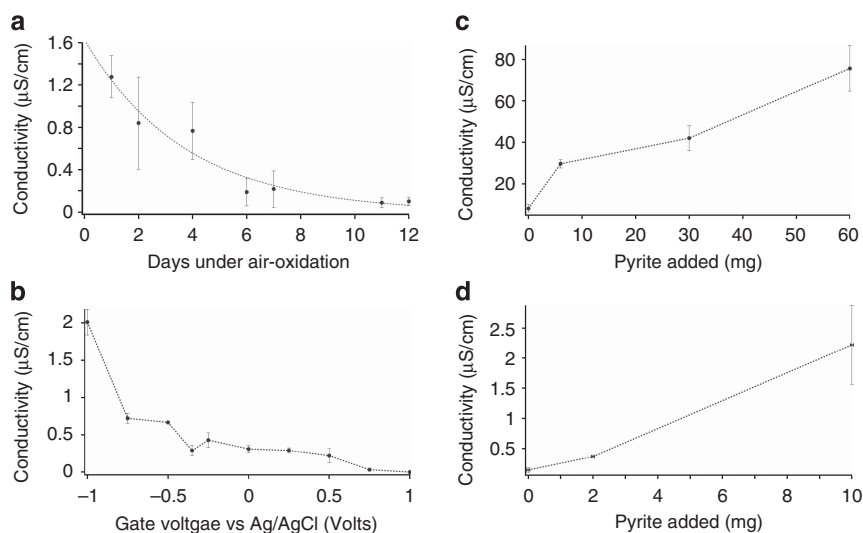 a
Conductivity (µS/cm)
1.6
1.2
0.8
0.4
0
0 2 4 6 8 10 12
Days under air-oxidation
b
Conductivity (µS/cm)
2
1.5
1
0.5
0
−1 −0.5 0 0.5 1
Gate voltgae vs Ag/AgCl (Volts)
c
Conductivity (µS/cm)
80
60
40
20
0 10 20 30 40 50 60
Pyrite added (mg)
d
Conductivity (µS/cm)
2.5
2
1.5
1
0.5
0 2 4 6 8 10
Pyrite added (mg)